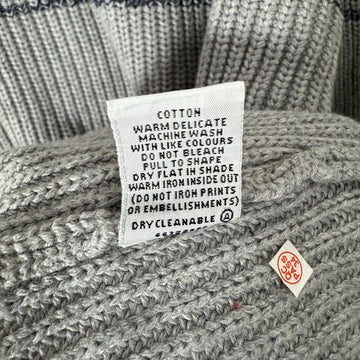 COTTON
WARM DELICATE
MACHINE WASH
WITH LIKE COLOURS
DO NOT BLEACH
PULL TO SHAPE
DRY FLAT IN SHADE
WARM IRON INSIDE OUT
(DO NOT IRON PRINTS
OR EMBELLISHMENTS)
DRY CLEANABLE Ⓐ